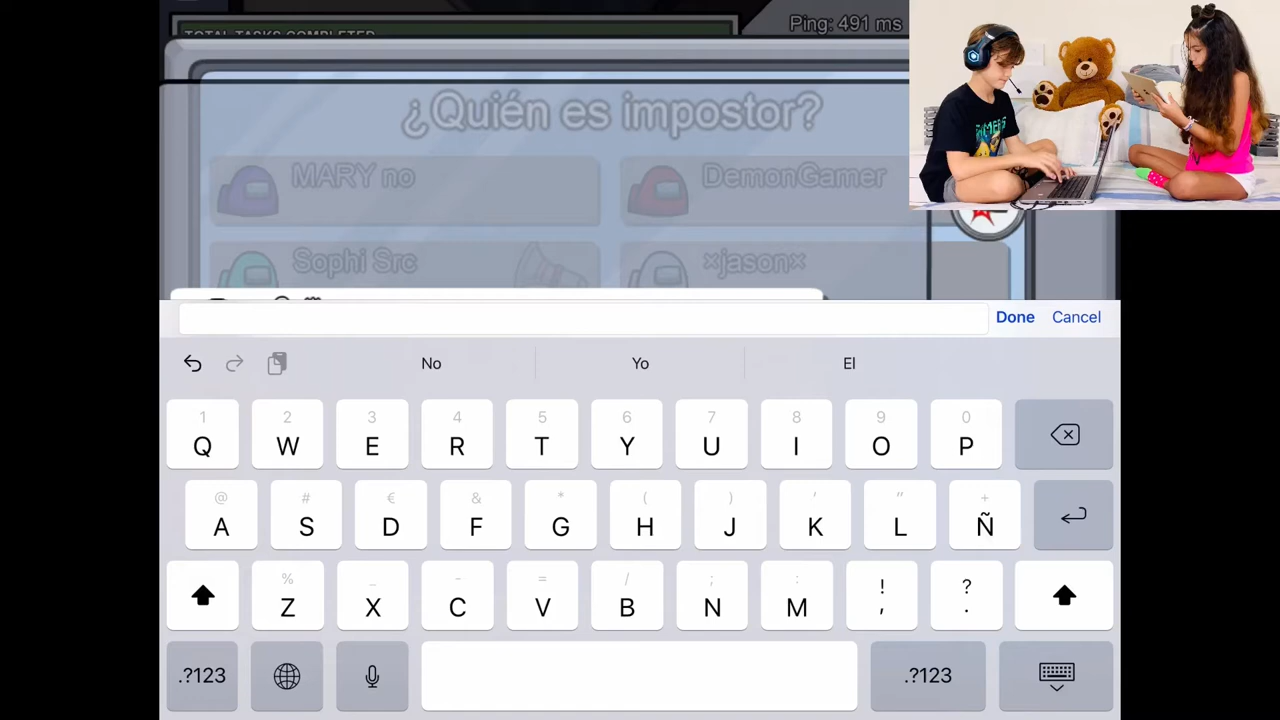 TOTAL TASKS COMPLETED
Ping: 491 ms
¿Quién es impostor?
MARY no
DemonGamer
Sophi Src
×jason×
Done Cancel
No Yo El
1 2 3 4 5 6 7 8 9 0
Q W E R T Y U I O P
@ # € & * ( ) ' " +
A S D F G H J K L Ñ
% _ - = / ; : ! ?
Z X C V B N M , .
.?123 .?123